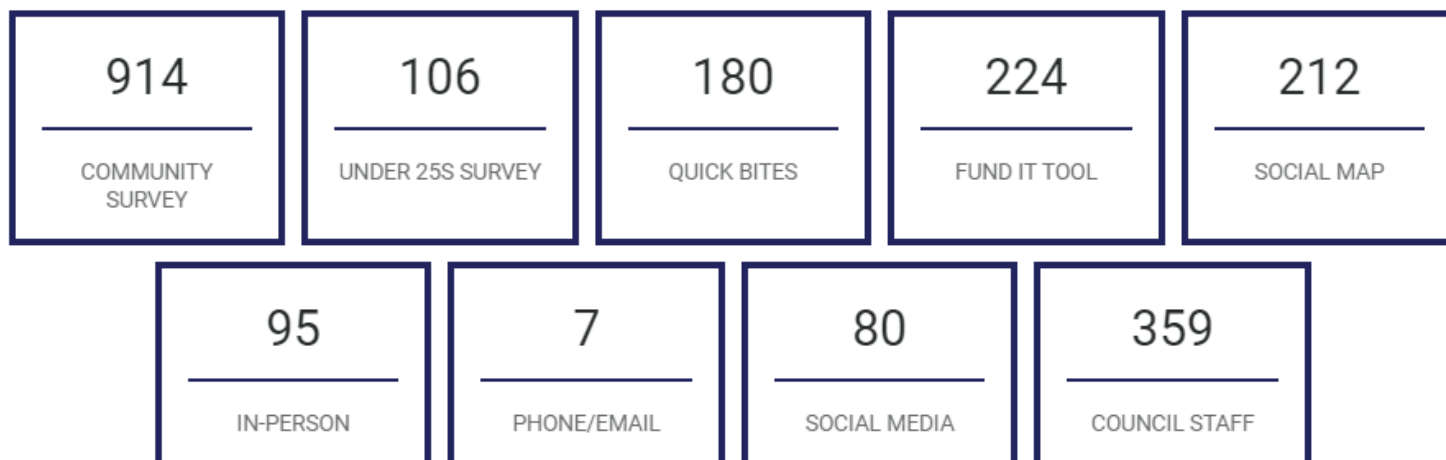 914
106
180
224
212
COMMUNITY
SURVEY
UNDER 25S SURVEY
QUICK BITES
FUND IT TOOL
SOCIAL MAP
95
7
80
359
IN-PERSON
PHONE/EMAIL
SOCIAL MEDIA
COUNCIL STAFF